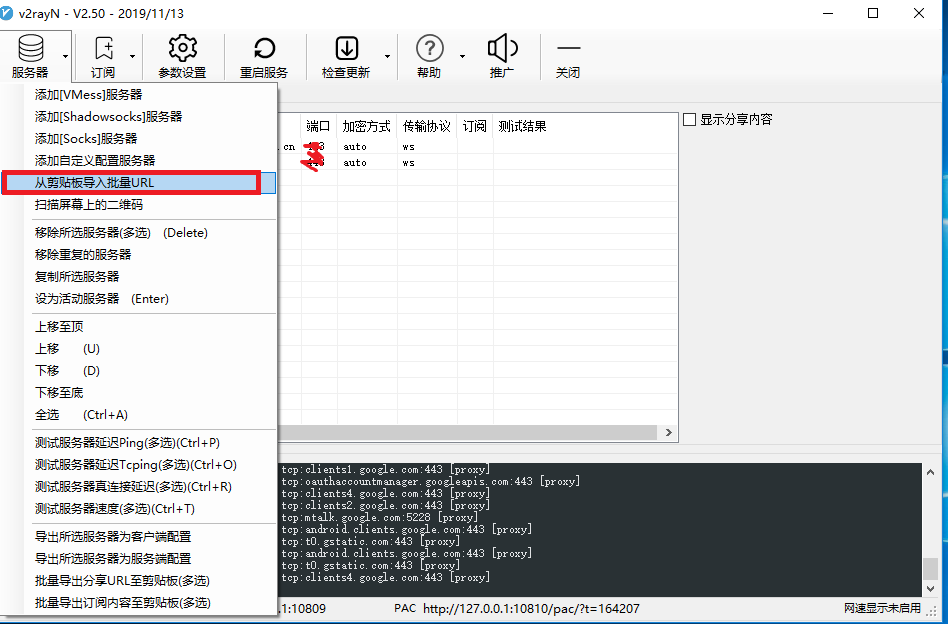 v2rayN - V2.50 - 2019/11/13
服务器 订阅 参数设置 重启服务 检查更新 帮助 推广 关闭
添加[VMess]服务器
添加[Shadowsocks]服务器
添加[Socks]服务器
添加自定义配置服务器
从剪贴板导入批量URL
扫描屏幕上的二维码
移除所选服务器(多选) (Delete)
移除重复的服务器
复制所选服务器
设为活动服务器 (Enter)
上移至顶
上移 (U)
下移 (D)
下移至底
全选 (Ctrl+A)
测试服务器延迟Ping(多选)(Ctrl+P)
测试服务器延迟Tcping(多选)(Ctrl+O)
测试服务器真连接延迟(多选)(Ctrl+R)
测试服务器速度(多选)(Ctrl+T)
导出所选服务器为客户端配置
导出所选服务器为服务端配置
批量导出分享URL至剪贴板(多选)
批量导出订阅内容至剪贴板(多选)
端口 加密方式 传输协议 订阅 测试结果
.cn auto ws
auto ws
显示分享内容
tcp:clients1.google.com:443 [proxy]
tcp:oauthaccountmanager.googleapis.com:443 [proxy]
tcp:clients4.google.com:443 [proxy]
tcp:clients2.google.com:443 [proxy]
tcp:mtalk.google.com:5228 [proxy]
tcp:android.clients.google.com:443 [proxy]
tcp:t0.gstatic.com:443 [proxy]
tcp:android.clients.google.com:443 [proxy]
tcp:t0.gstatic.com:443 [proxy]
tcp:clients4.google.com:443 [proxy]
.1:10809 PAC http://127.0.0.1:10810/pac/?t=164207 网速显示未启用